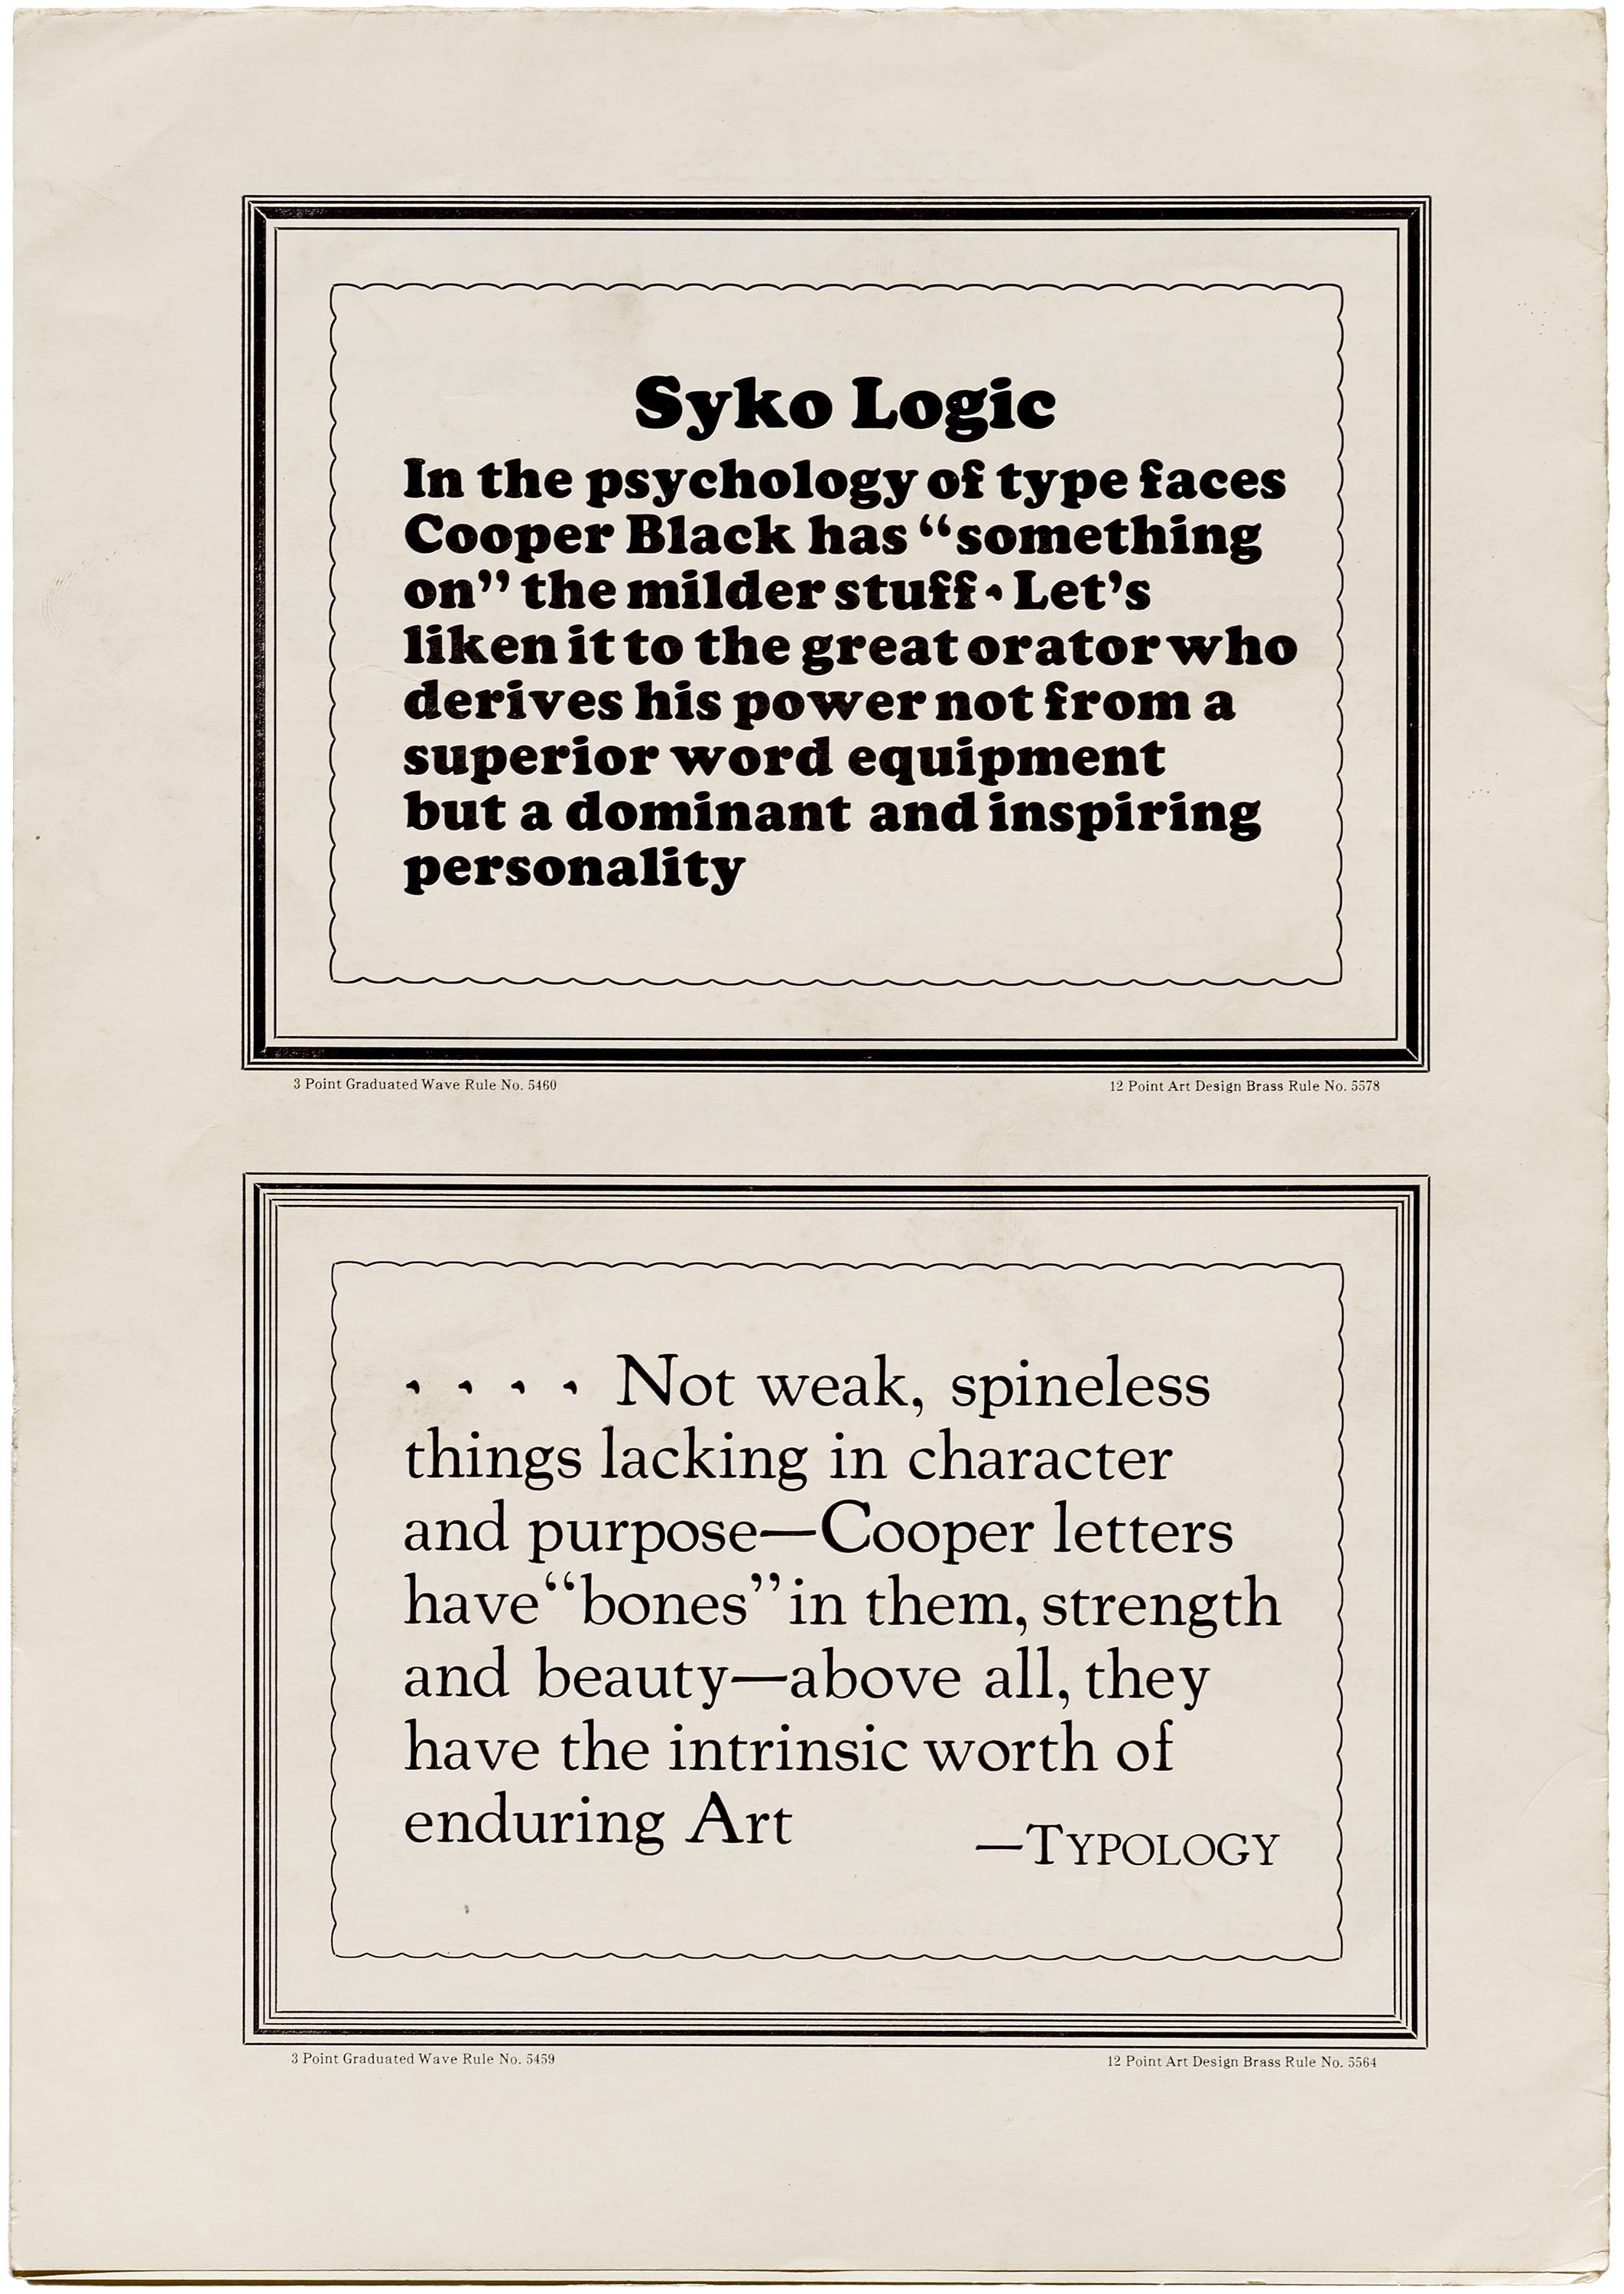 Syko Logic
In the psychology of type faces
Cooper Black has “something
on” the milder stuff · Let’s
liken it to the great orator who
derives his power not from a
superior word equipment
but a dominant and inspiring
personality
3 Point Graduated Wave Rule No. 5460
12 Point Art Design Brass Rule No. 5578
· · · · Not weak, spineless
things lacking in character
and purpose—Cooper letters
have “bones” in them, strength
and beauty—above all, they
have the intrinsic worth of
enduring Art
—TYPOLOGY
3 Point Graduated Wave Rule No. 5459
12 Point Art Design Brass Rule No. 5564